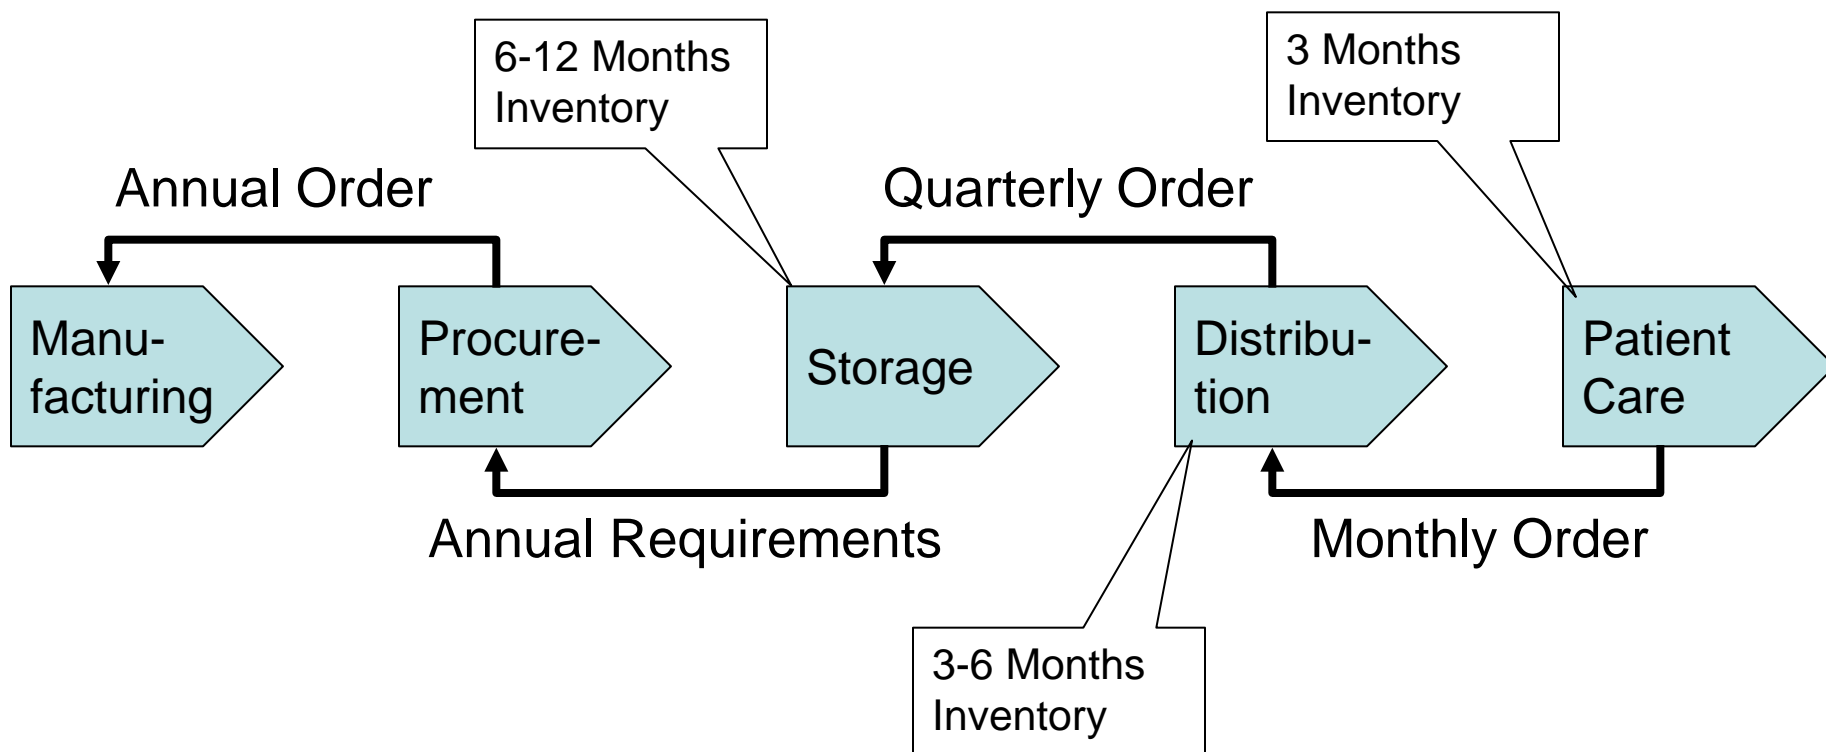 6-12 Months
Inventory
3 Months
Inventory
Annual Order
Quarterly Order
Manu-
facturing
Procure-
ment
Storage
Distribu-
tion
Patient
Care
Annual Requirements
Monthly Order
3-6 Months
Inventory